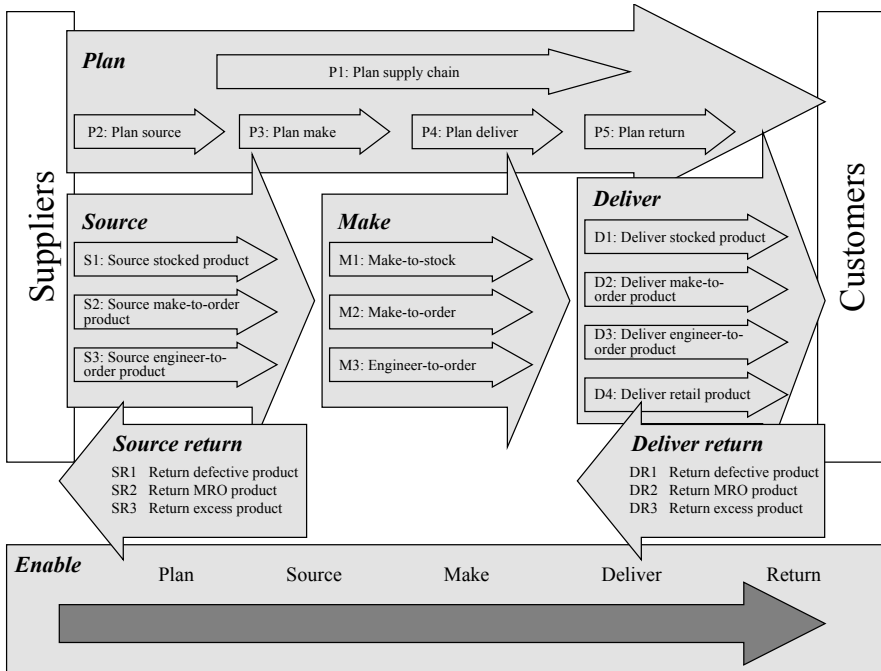 Suppliers
Customers
Plan
P1: Plan supply chain
P2: Plan source
P3: Plan make
P4: Plan deliver
P5: Plan return
Source
S1: Source stocked product
S2: Source make-to-order
product
S3: Source engineer-to-
order product
Make
M1: Make-to-stock
M2: Make-to-order
M3: Engineer-to-order
Deliver
D1: Deliver stocked product
D2: Deliver make-to-
order product
D3: Deliver engineer-to-
order product
D4: Deliver retail product
Source return
SR1 Return defective product
SR2 Return MRO product
SR3 Return excess product
Deliver return
DR1 Return defective product
DR2 Return MRO product
DR3 Return excess product
Enable
Plan Source Make Deliver Return